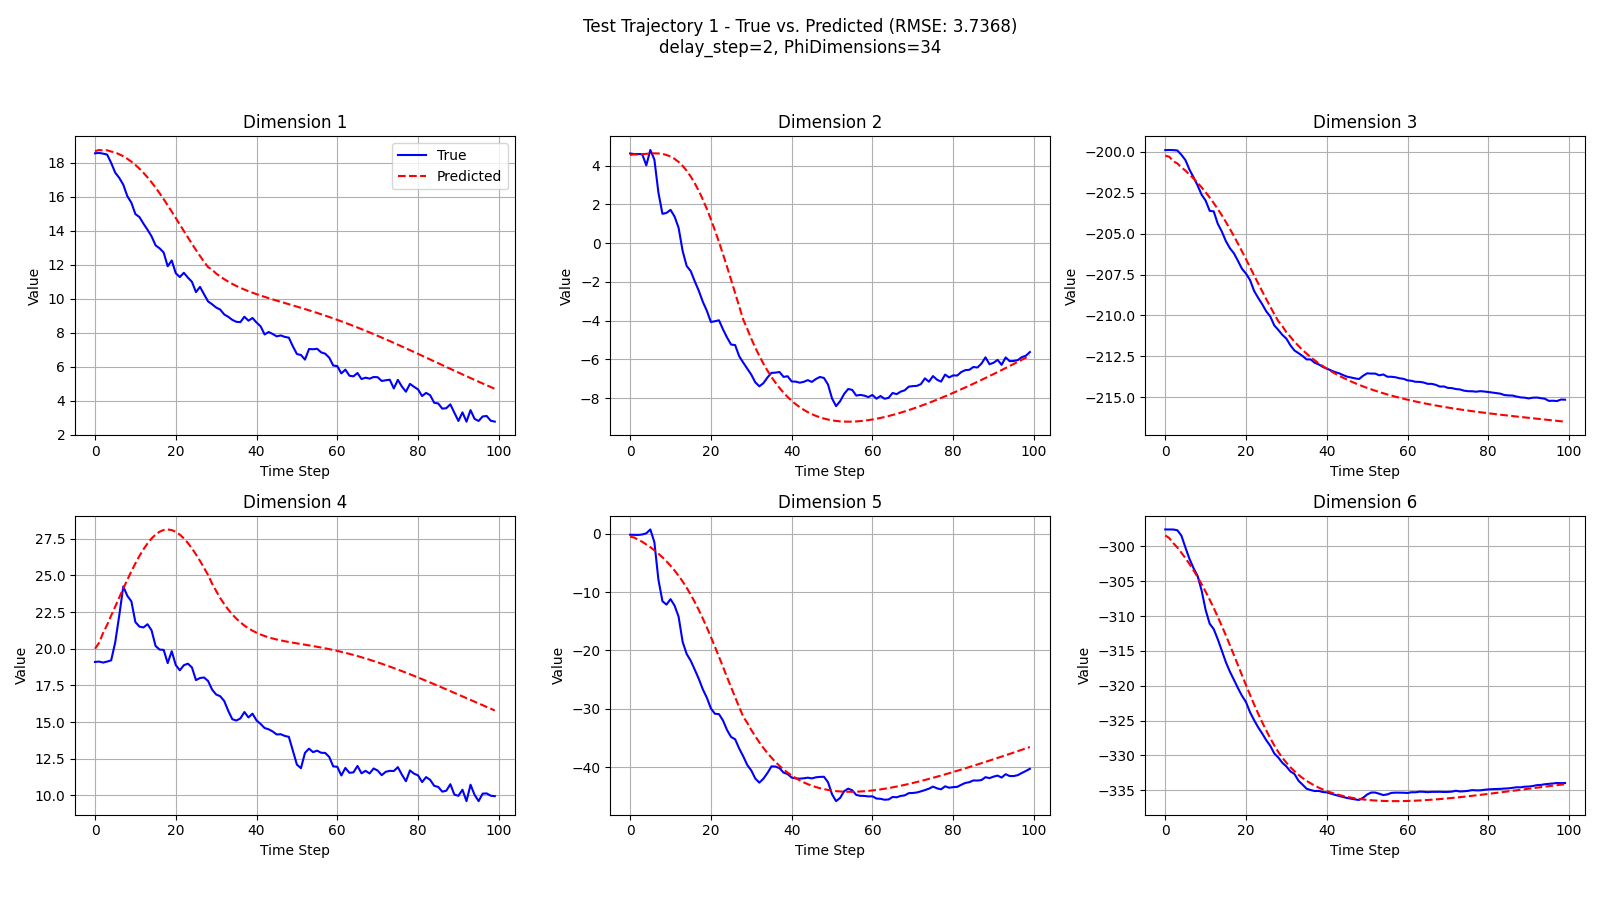 Test Trajectory 1 - True vs. Predicted (RMSE: 3.7368)
delay_step=2, PhiDimensions=34
Dimension 1
18
16
14
12
10
8
6
4
2
Value
True
Predicted
0 20 40 60 80 100
Time Step
Dimension 2
4
2
0
−2
−4
−6
−8
Value
0 20 40 60 80 100
Time Step
Dimension 3
−200.0
−202.5
−205.0
−207.5
−210.0
−212.5
−215.0
Value
0 20 40 60 80 100
Time Step
Dimension 4
27.5
25.0
22.5
20.0
17.5
15.0
12.5
10.0
Value
0 20 40 60 80 100
Time Step
Dimension 5
0
−10
−20
−30
−40
Value
0 20 40 60 80 100
Time Step
Dimension 6
−300
−305
−310
−315
−320
−325
−330
−335
Value
0 20 40 60 80 100
Time Step